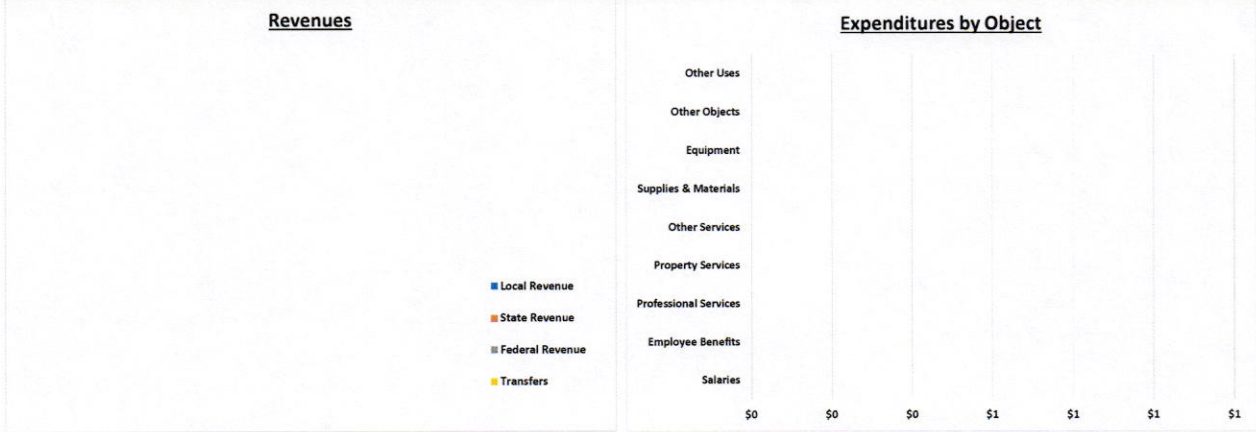 Revenues
Local Revenue
State Revenue
Federal Revenue
Transfers
Expenditures by Object
Other Uses
Other Objects
Equipment
Supplies & Materials
Other Services
Property Services
Professional Services
Employee Benefits
Salaries
$0 $0 $0 $1 $1 $1 $1